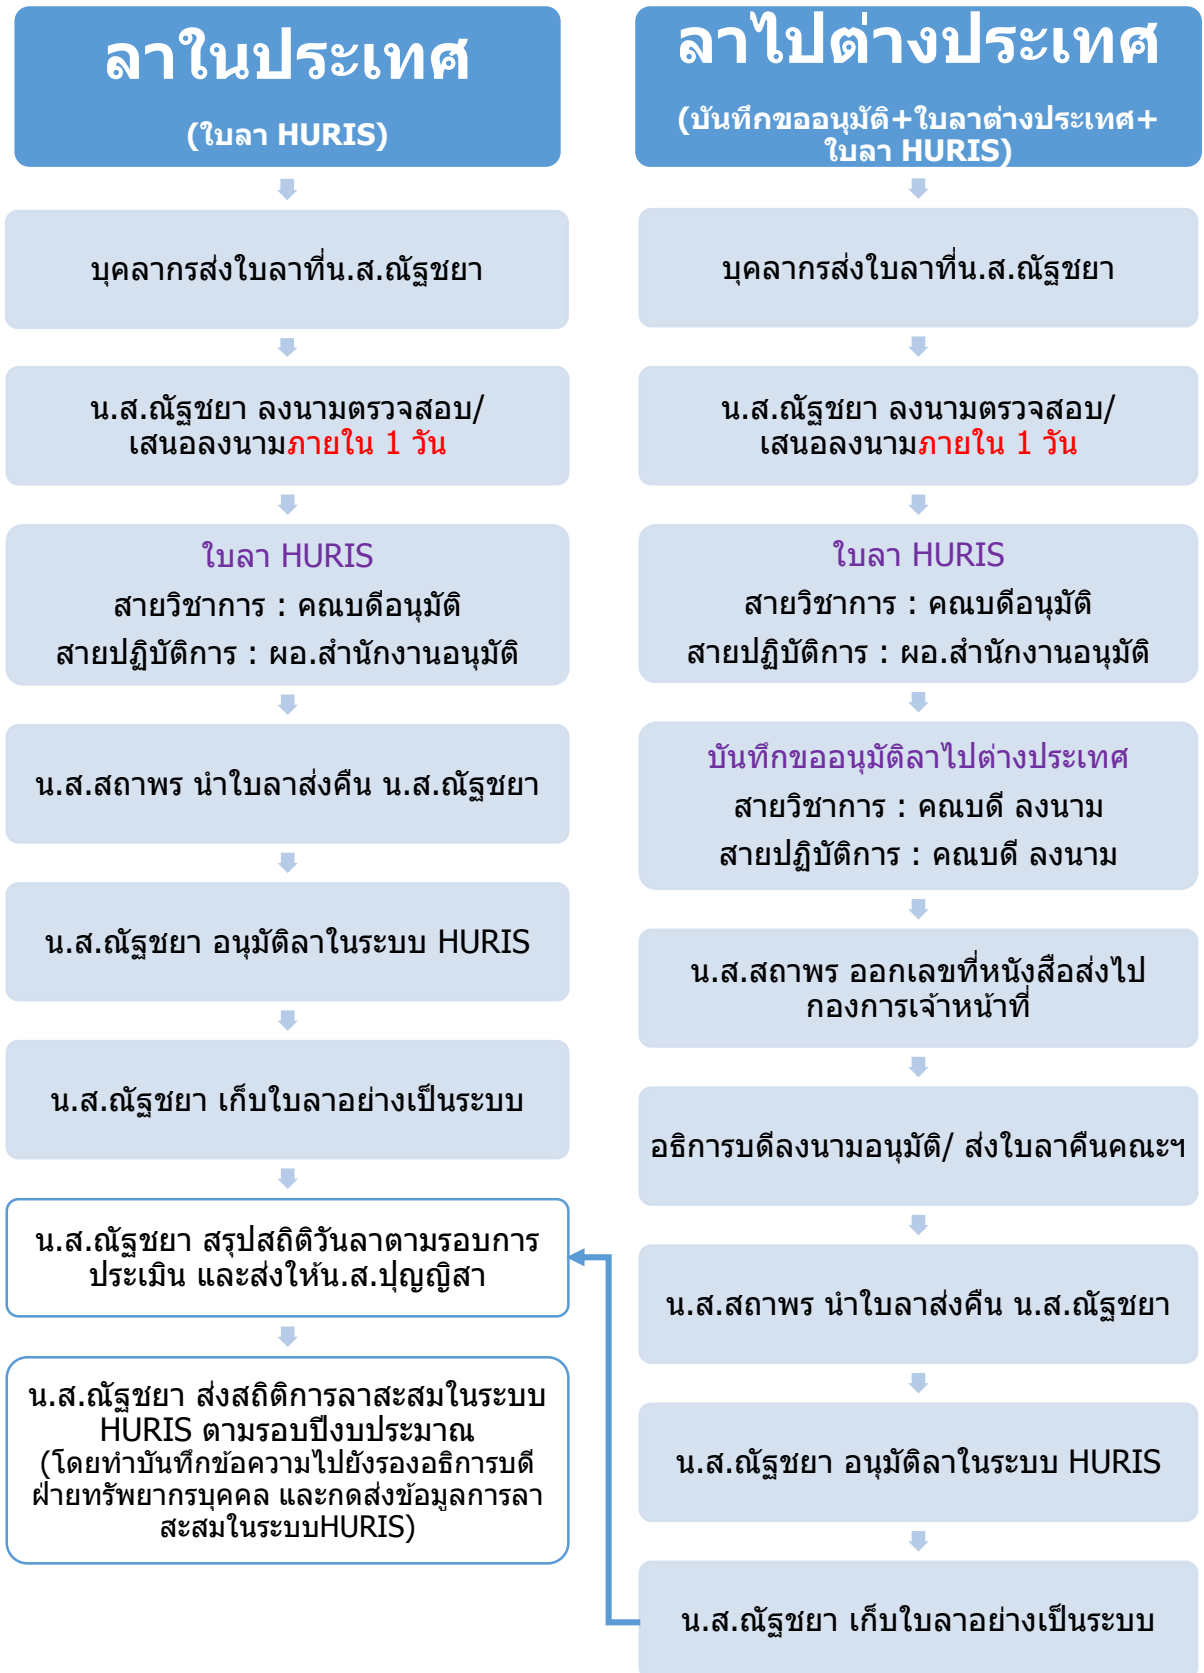 ลาในประเทศ
(ใบลา HURIS)
บุคลากรส่งใบลาที่น.ส.ณัฐชยา
น.ส.ณัฐชยา ลงนามตรวจสอบ/
เสนอลงนามภายใน 1 วัน
ใบลา HURIS
สายวิชาการ : คณบดีอนุมัติ
สายปฏิบัติการ : ผอ.สำนักงานอนุมัติ
น.ส.สถาพร นำใบลาส่งคืน น.ส.ณัฐชยา
น.ส.ณัฐชยา อนุมัติลาในระบบ HURIS
น.ส.ณัฐชยา เก็บใบลาอย่างเป็นระบบ
น.ส.ณัฐชยา สรุปสถิติวันลาตามรอบการ
ประเมิน และส่งให้น.ส.ปุญญิสา
น.ส.ณัฐชยา ส่งสถิติการลาสะสมในระบบ
HURIS ตามรอบปีงบประมาณ
(โดยทำบันทึกข้อความไปยังรองอธิการบดี
ฝ่ายทรัพยากรบุคคล และกดส่งข้อมูลการลา
สะสมในระบบHURIS)
ลาไปต่างประเทศ
(บันทึกขออนุมัติ+ใบลาต่างประเทศ+
ใบลา HURIS)
บุคลากรส่งใบลาที่น.ส.ณัฐชยา
น.ส.ณัฐชยา ลงนามตรวจสอบ/
เสนอลงนามภายใน 1 วัน
ใบลา HURIS
สายวิชาการ : คณบดีอนุมัติ
สายปฏิบัติการ : ผอ.สำนักงานอนุมัติ
บันทึกขออนุมัติลาไปต่างประเทศ
สายวิชาการ : คณบดี ลงนาม
สายปฏิบัติการ : คณบดี ลงนาม
น.ส.สถาพร ออกเลขที่หนังสือส่งไป
กองการเจ้าหน้าที่
อธิการบดีลงนามอนุมัติ/ ส่งใบลาคืนคณะฯ
น.ส.สถาพร นำใบลาส่งคืน น.ส.ณัฐชยา
น.ส.ณัฐชยา อนุมัติลาในระบบ HURIS
น.ส.ณัฐชยา เก็บใบลาอย่างเป็นระบบ